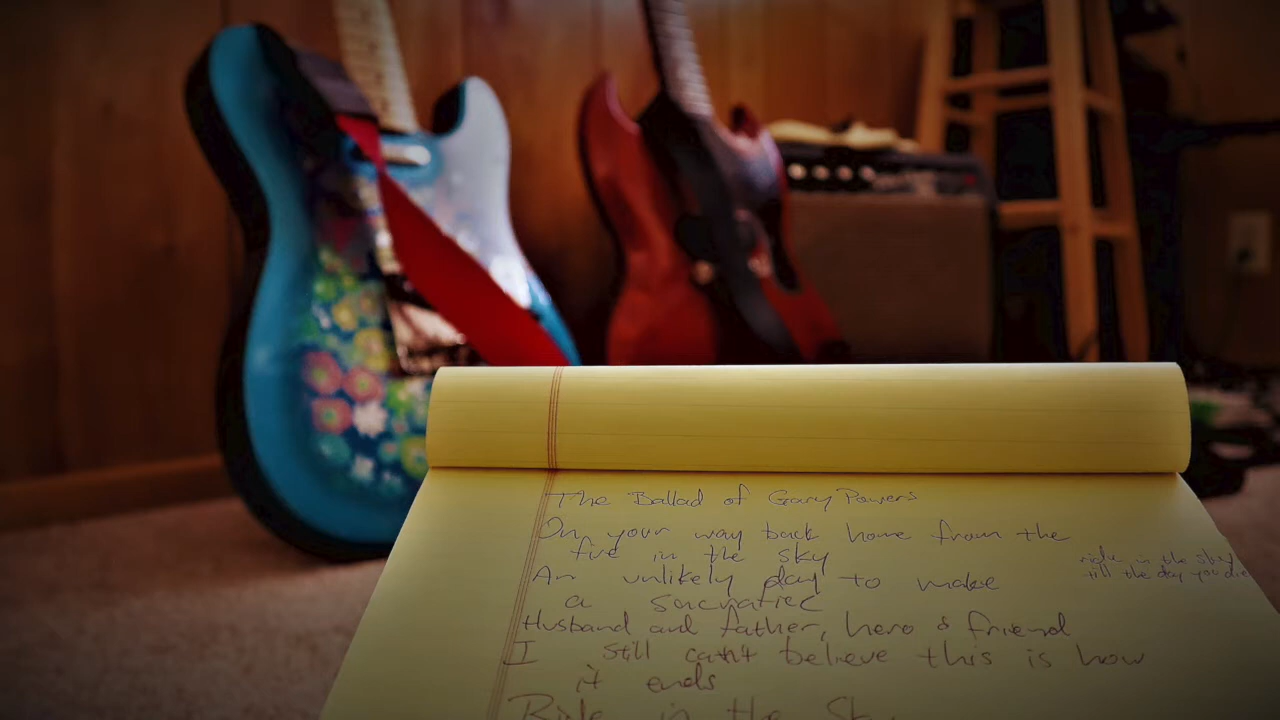 The Ballad of Gary Powers
On your way back home from the
fire in the sky
An unlikely day to make
a sacrafice
Husband and father, hero & friend
I still can't believe this is how
it ends
Ride in the Sky
ride in the sky
till the day you die